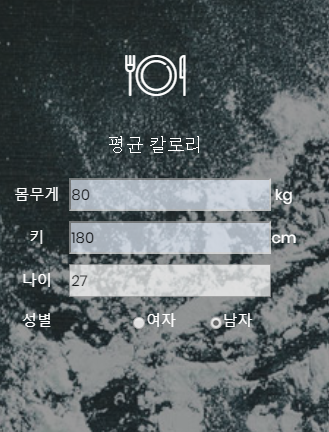 평균 칼로리
몸무게 80 kg
키 180 cm
나이 27
성별 여자 남자